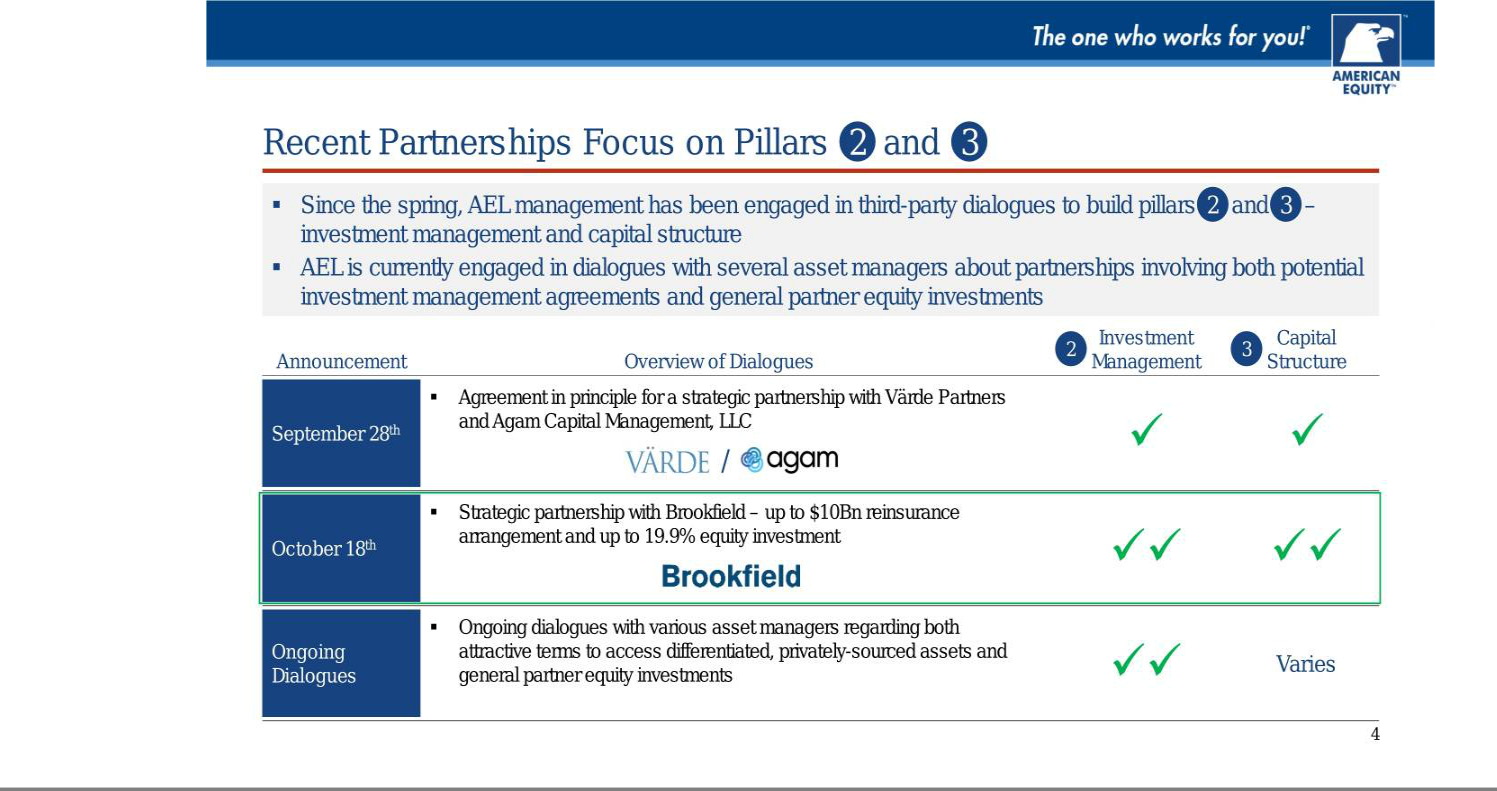 The one who works for you!®
AMERICAN
EQUITY™
Recent Partnerships Focus on Pillars 2 and 3
▪ Since the spring, AEL management has been engaged in third-party dialogues to build pillars 2 and 3 –
investment management and capital structure
▪ AEL is currently engaged in dialogues with several asset managers about partnerships involving both potential
investment management agreements and general partner equity investments
Announcement
Overview of Dialogues
2 Investment
Management
3 Capital
Structure
September 28th
▪ Agreement in principle for a strategic partnership with Värde Partners
and Agam Capital Management, LLC
VÄRDE / agam
✓
✓
October 18th
▪ Strategic partnership with Brookfield – up to $10Bn reinsurance
arrangement and up to 19.9% equity investment
Brookfield
✓✓
✓✓
Ongoing
Dialogues
▪ Ongoing dialogues with various asset managers regarding both
attractive terms to access differentiated, privately-sourced assets and
general partner equity investments
✓✓
Varies
4